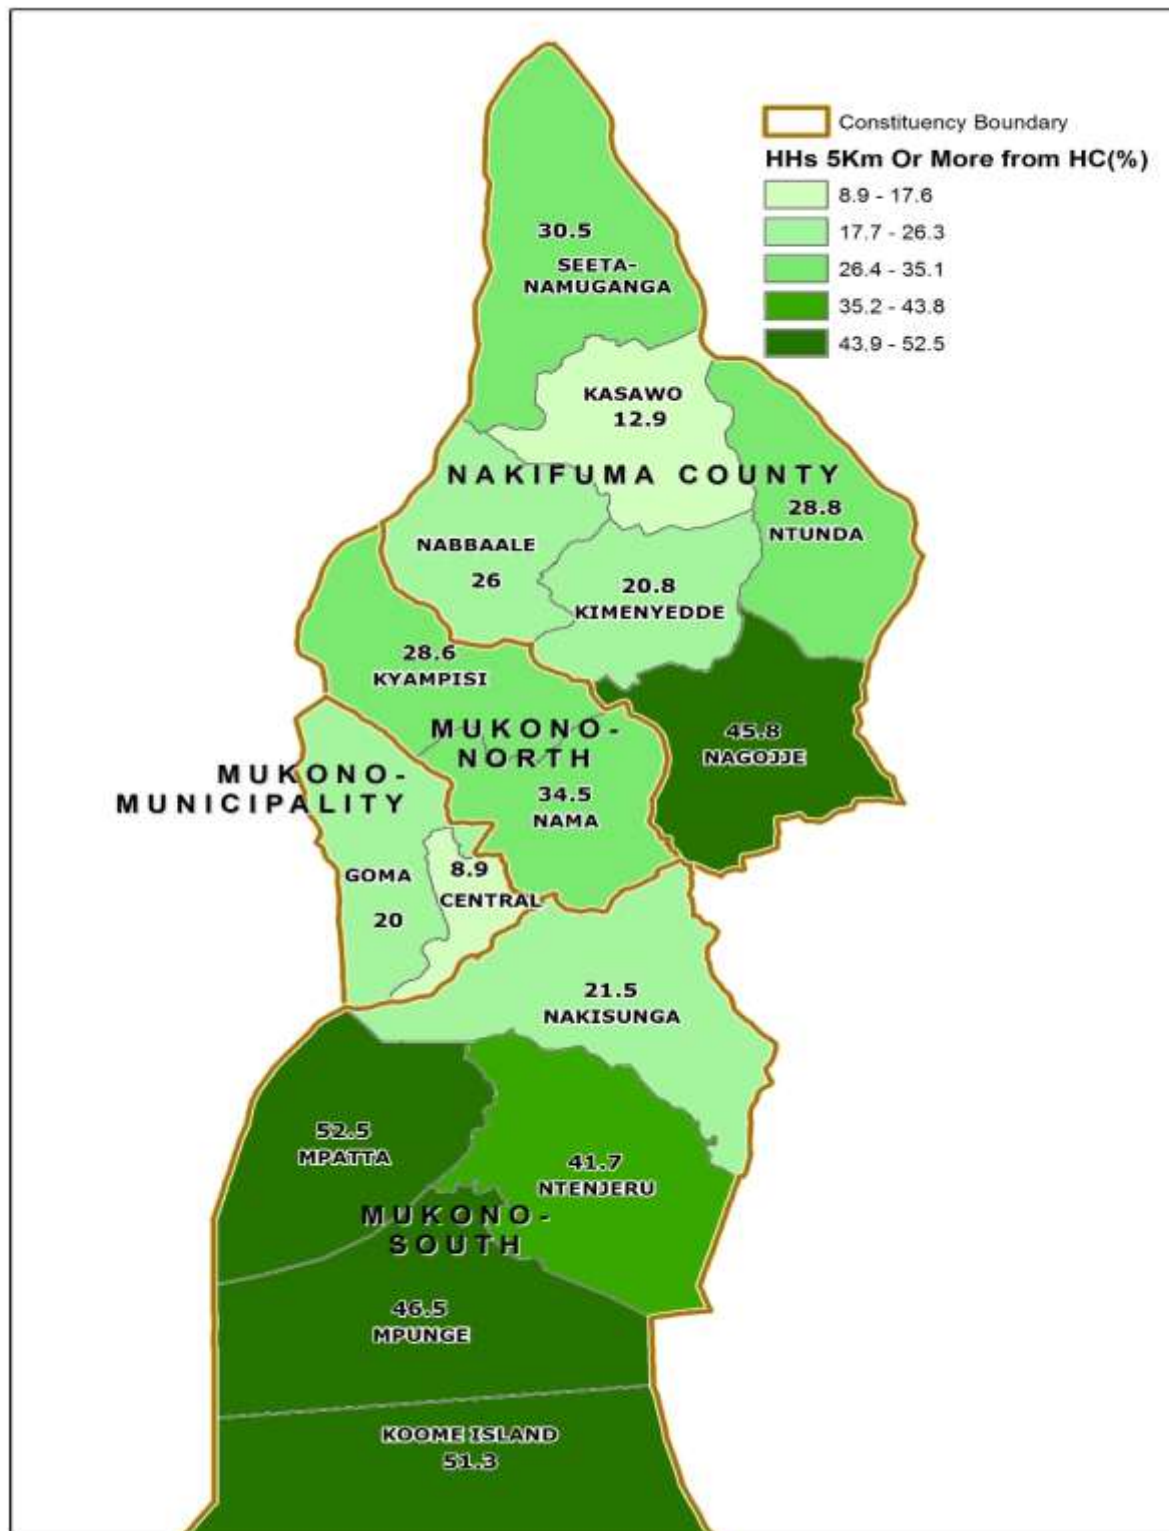 Constituency Boundary
HHs 5Km Or More from HC(%)
8.9 - 17.6
17.7 - 26.3
26.4 - 35.1
35.2 - 43.8
43.9 - 52.5
30.5
SEETA-
NAMUGANGA
KASAWO
12.9
NAKIFUMA COUNTY
28.8
NTUNDA
NABBAALE
26
20.8
KIMENYEDDE
28.6
KYAMPISI
MUKONO-
NORTH
45.8
NAGOJJE
MUKONO-
MUNICIPALITY
34.5
NAMA
GOMA
20
8.9
CENTRAL
21.5
NAKISUNGA
52.5
MPATTA
41.7
NTENJERU
MUKONO-
SOUTH
46.5
MPUNGE
KOOME ISLAND
51.3